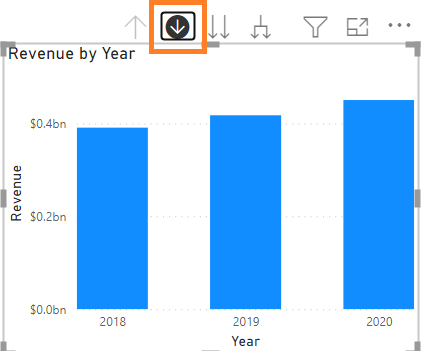 Revenue by Year
$0.4bn
$0.2bn
$0.0bn
Revenue
2018 2019 2020
Year